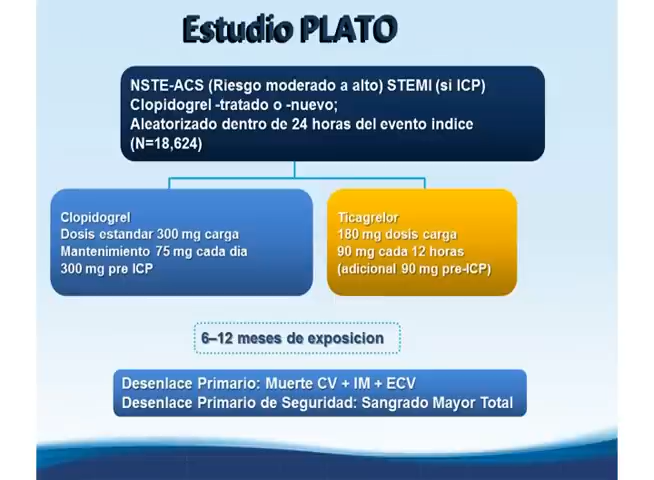 Estudio PLATO
NSTE-ACS (Riesgo moderado a alto) STEMI (si ICP)
Clopidogrel -tratado o -nuevo;
Aleatorizado dentro de 24 horas del evento indice
(N=18,624)
Clopidogrel
Dosis estandar 300 mg carga
Mantenimiento 75 mg cada dia
300 mg pre ICP
Ticagrelor
180 mg dosis carga
90 mg cada 12 horas
(adicional 90 mg pre-ICP)
6–12 meses de exposicion
Desenlace Primario: Muerte CV + IM + ECV
Desenlace Primario de Seguridad: Sangrado Mayor Total